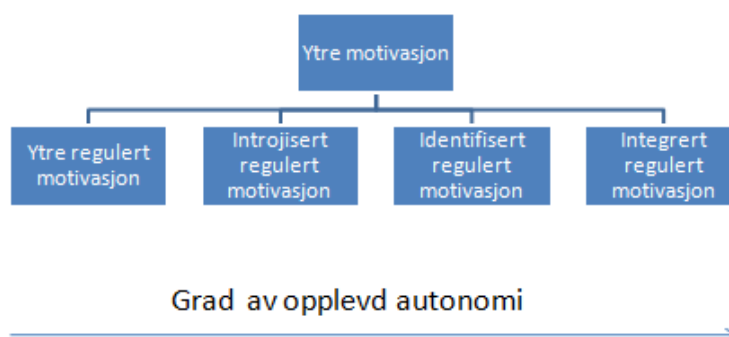 Ytre motivasjon
Ytre regulert
motivasjon
Introjisert
regulert
motivasjon
Identifisert
regulert
motivasjon
Integrert
regulert
motivasjon
Grad av opplevd autonomi